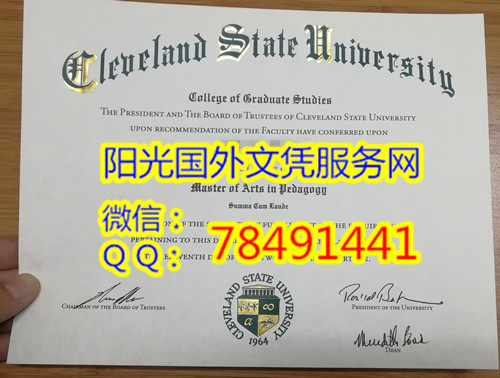 Cleveland State University
College of Graduate Studies
THE PRESIDENT AND THE BOARD OF TRUSTEES OF CLEVELAND STATE UNIVERSITY
UPON RECOMMENDATION OF THE FACULTY HAVE CONFERRED UPON
阳光国外文凭服务网
Master of Arts in Pedagogy
Summa Cum Laude
微信：
QQ： 78491441
PERTAINING TO THIS
CHAIRMAN OF THE BOARD OF TRUSTEES
CLEVELAND STATE UNIVERSITY
1964
PRESIDENT OF THE UNIVERSITY
DEAN